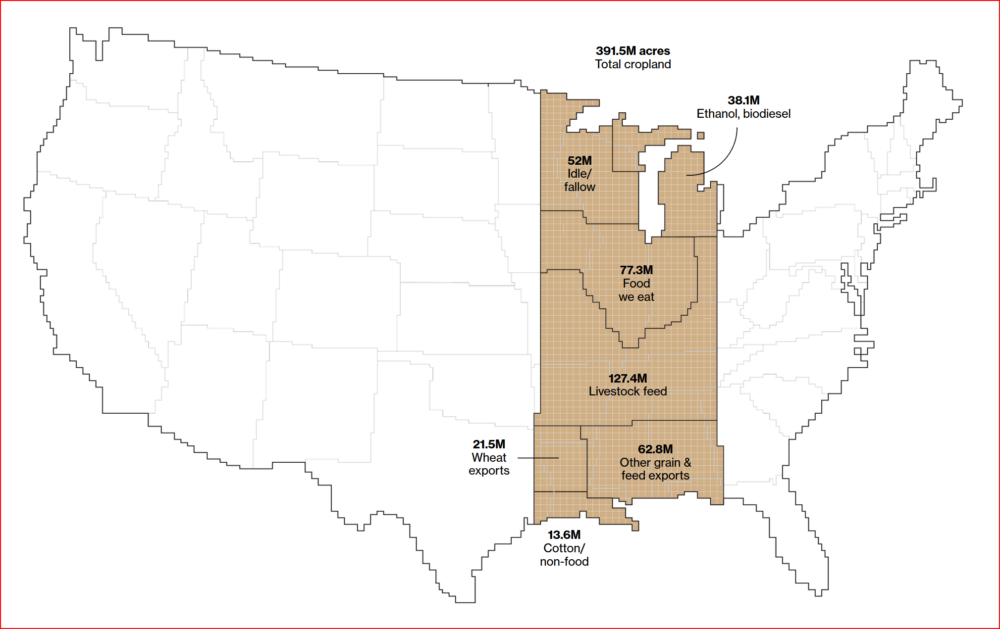 391.5M acres
Total cropland
38.1M
Ethanol, biodiesel
52M
Idle/
fallow
77.3M
Food
we eat
127.4M
Livestock feed
21.5M
Wheat
exports
62.8M
Other grain &
feed exports
13.6M
Cotton/
non-food